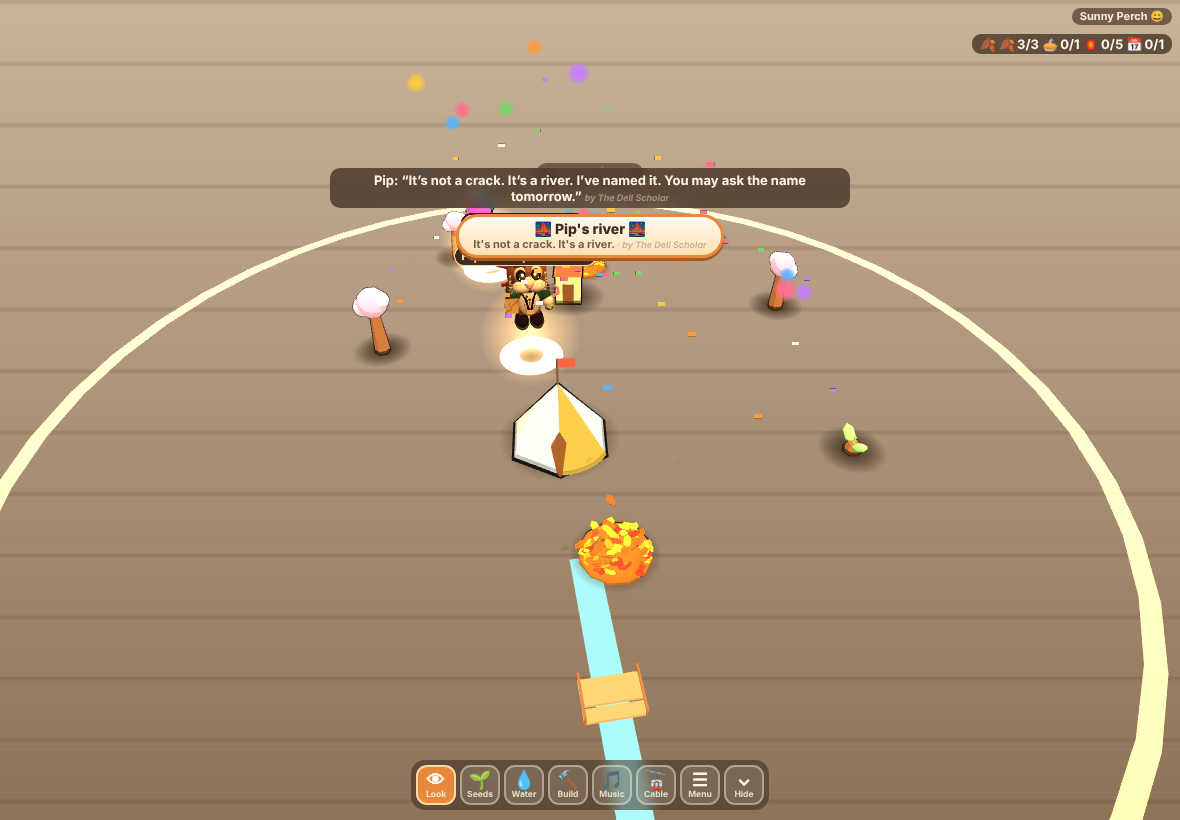 Sunny Perch
3/3 0/1 0/5 0/1
Pip: “It’s not a crack. It’s a river. I’ve named it. You may ask the name
tomorrow.” by The Dell Scholar
Pip's river
It's not a crack. It's a river. · by The Dell Scholar
Look Seeds Water Build Music Cable Menu Hide